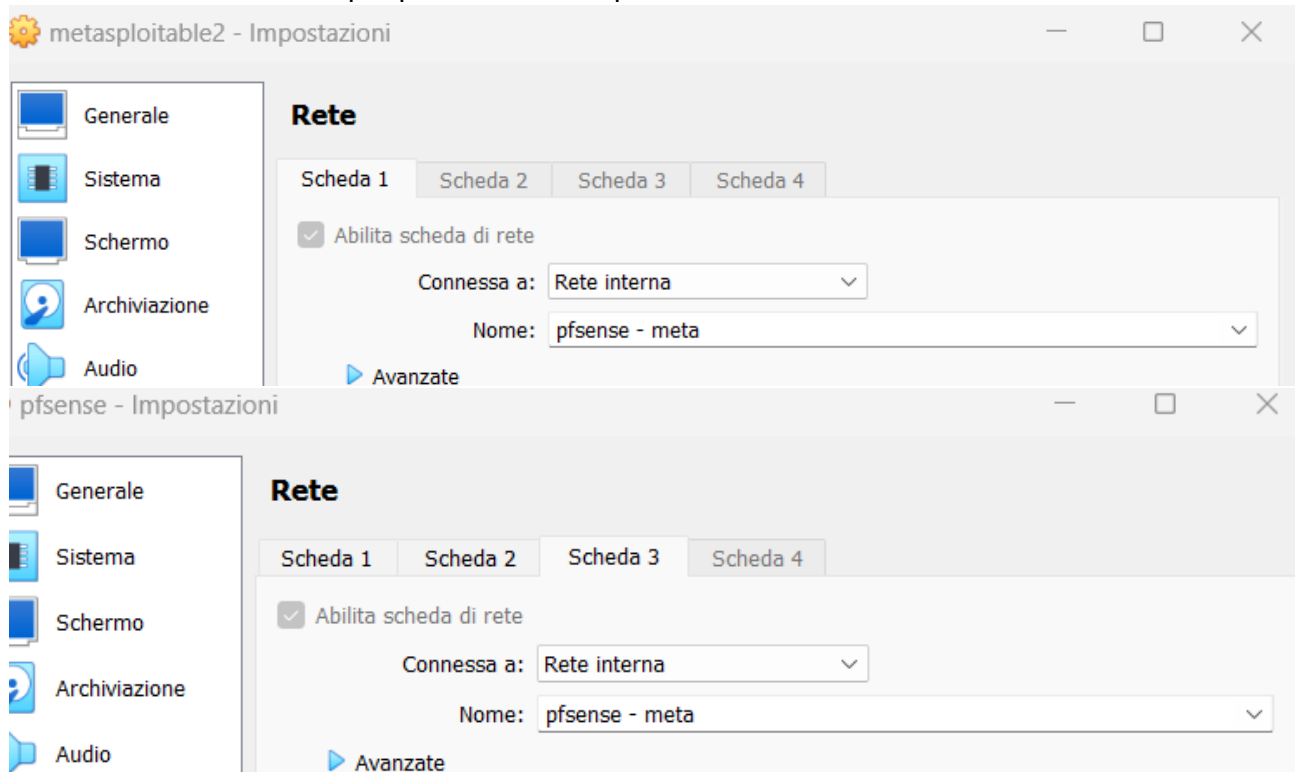 metasploitable2 - Impostazioni
Generale
Rete
Sistema
Scheda 1 Scheda 2 Scheda 3 Scheda 4
Schermo
Abilita scheda di rete
Connessa a: Rete interna
Archiviazione
Nome: pfsense - meta
Audio
Avanzate
pfsense - Impostazioni
Generale
Rete
Sistema
Scheda 1 Scheda 2 Scheda 3 Scheda 4
Schermo
Abilita scheda di rete
Connessa a: Rete interna
Archiviazione
Nome: pfsense - meta
Audio
Avanzate